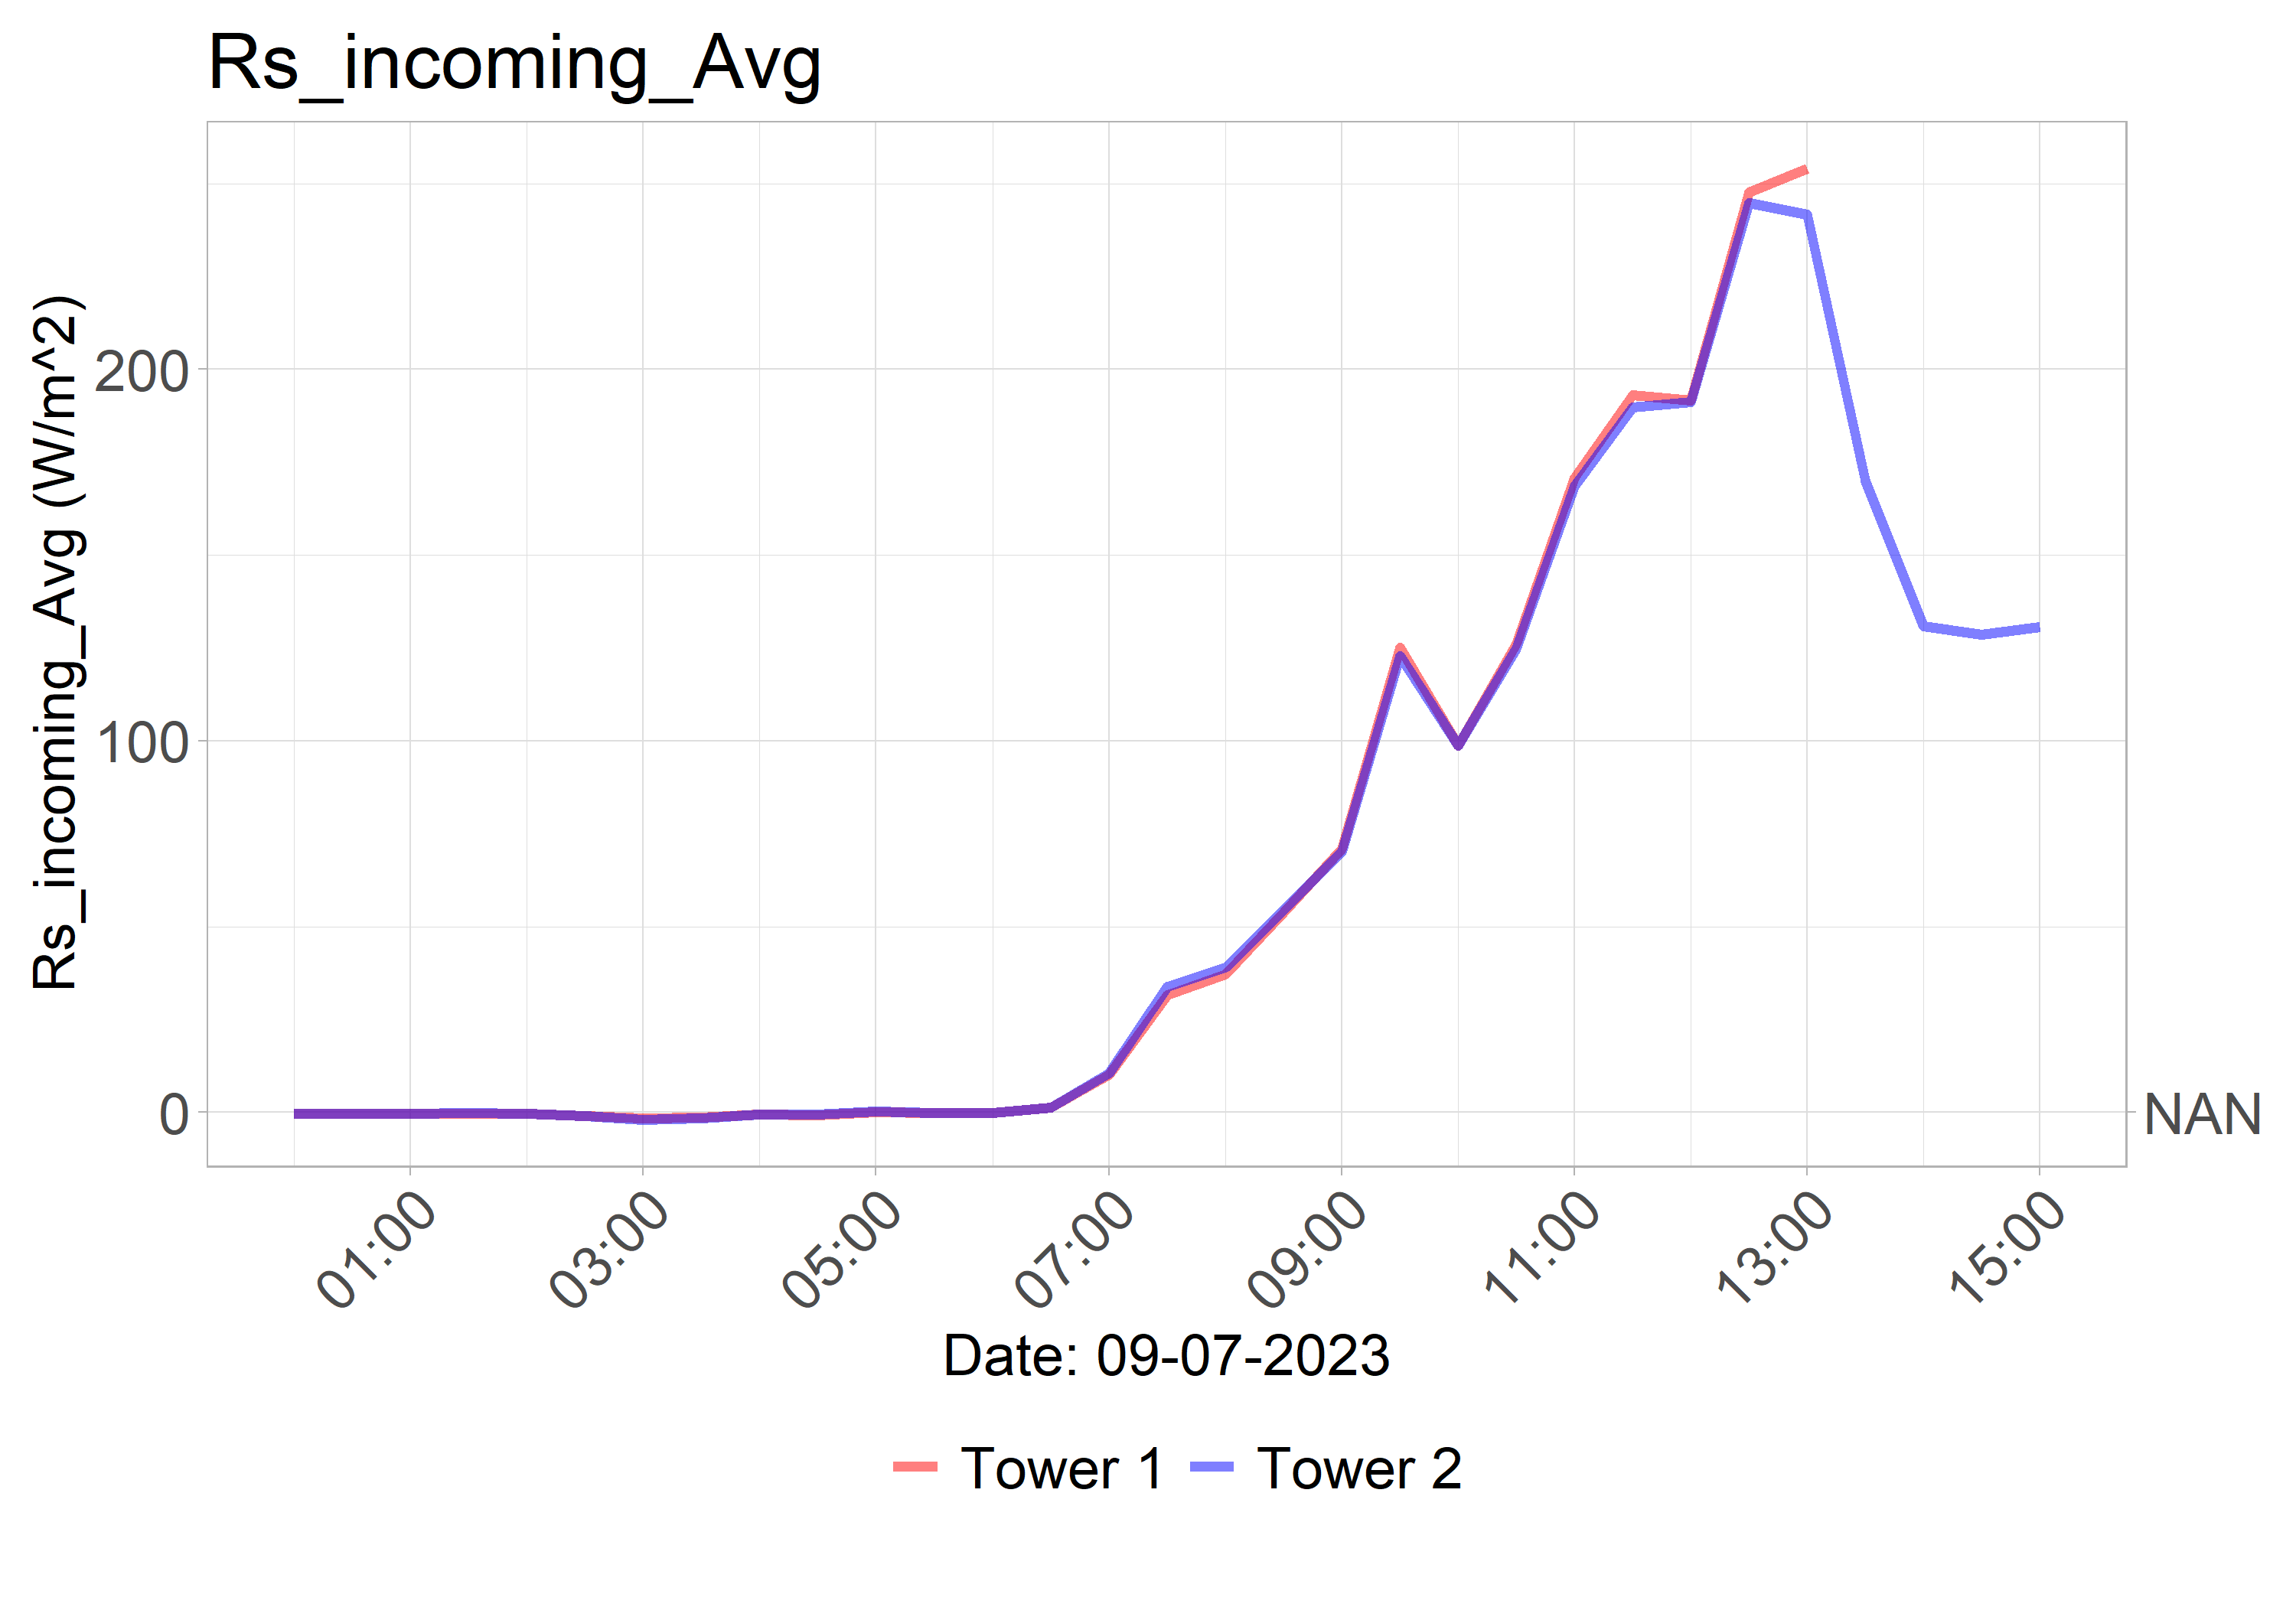 Rs_incoming_Avg
Rs_incoming_Avg (W/m^2)
200
100
0
NAN
01:00 03:00 05:00 07:00 09:00 11:00 13:00 15:00
Date: 09-07-2023
Tower 1 Tower 2